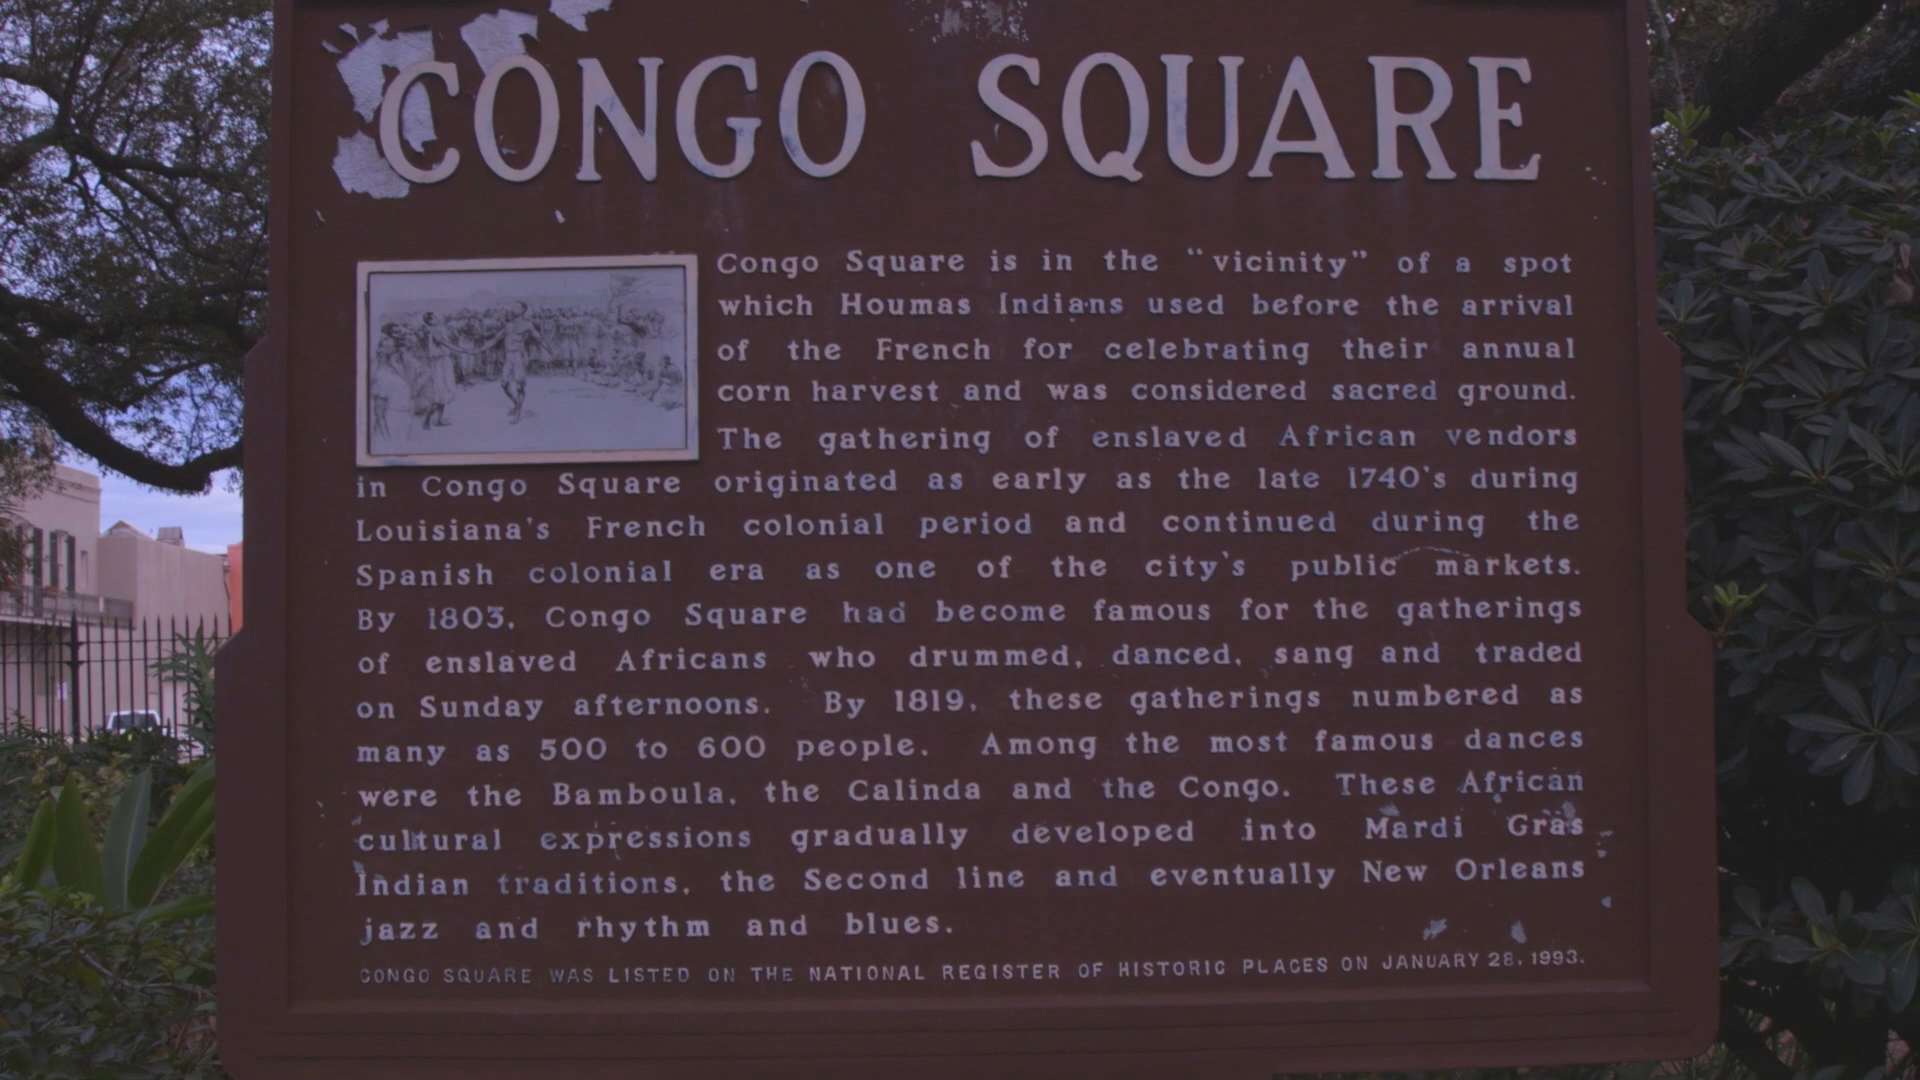 CONGO SQUARE
Congo Square is in the "vicinity" of a spot
which Houmas Indians used before the arrival
of the French for celebrating their annual
corn harvest and was considered sacred ground.
The gathering of enslaved African vendors
in Congo Square originated as early as the late 1740's during
Louisiana's French colonial period and continued during the
Spanish colonial era as one of the city's public markets.
By 1803, Congo Square had become famous for the gatherings
of enslaved Africans who drummed, danced, sang and traded
on Sunday afternoons. By 1819, these gatherings numbered as
many as 500 to 600 people. Among the most famous dances
were the Bamboula, the Calinda and the Congo. These African
cultural expressions gradually developed into Mardi Gras
Indian traditions, the Second line and eventually New Orleans
jazz and rhythm and blues.
CONGO SQUARE WAS LISTED ON THE NATIONAL REGISTER OF HISTORIC PLACES ON JANUARY 28, 1993.